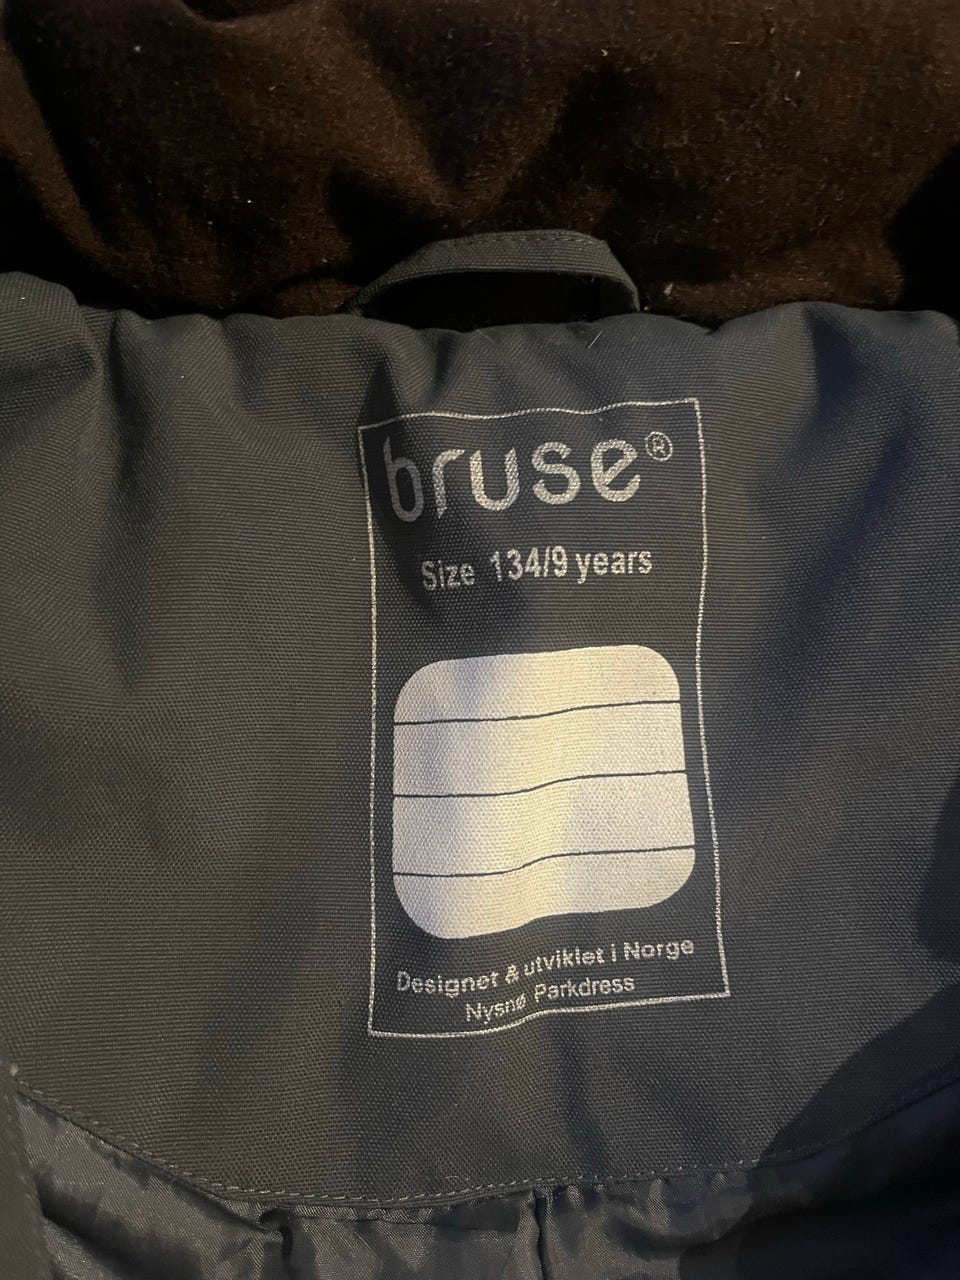 bruse®
Size 134/9 years
Designet & utviklet i Norge
Nysnø Parkdress